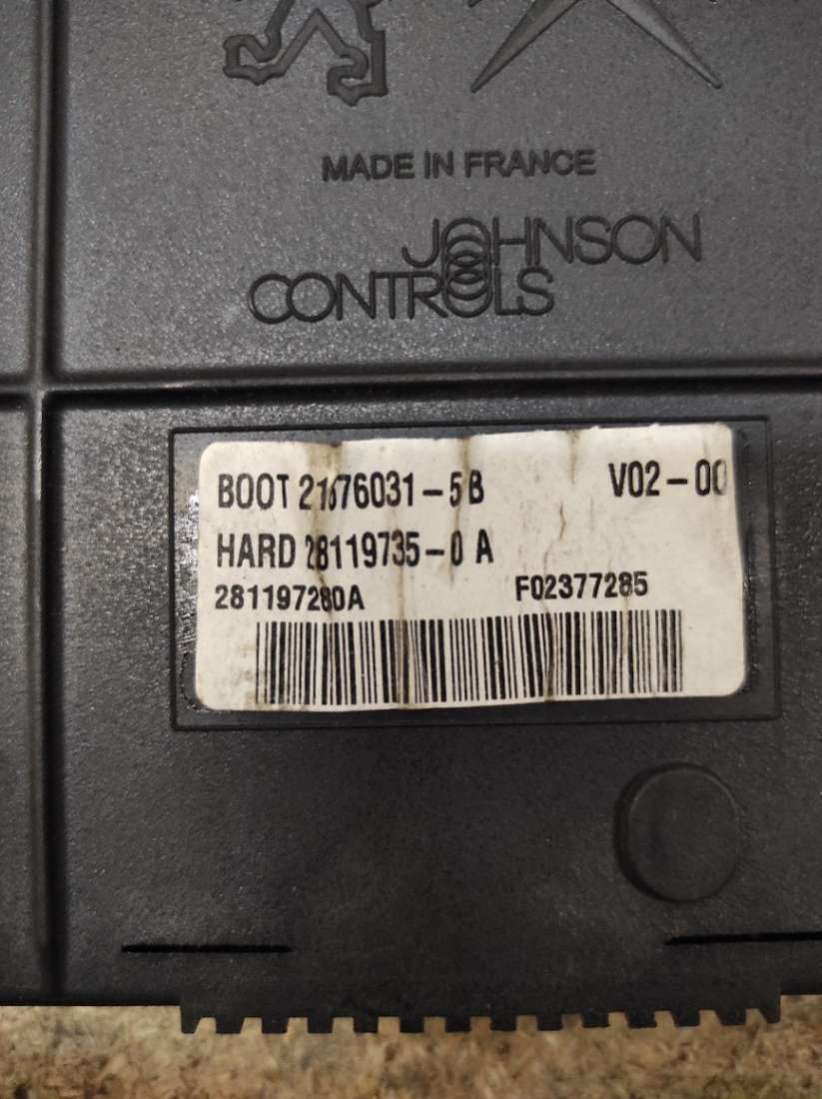 MADE IN FRANCE
JOHNSON
CONTROLS
BOOT 21676031-5B V02-00
HARD 28119735-0 A
281197280A F02377285